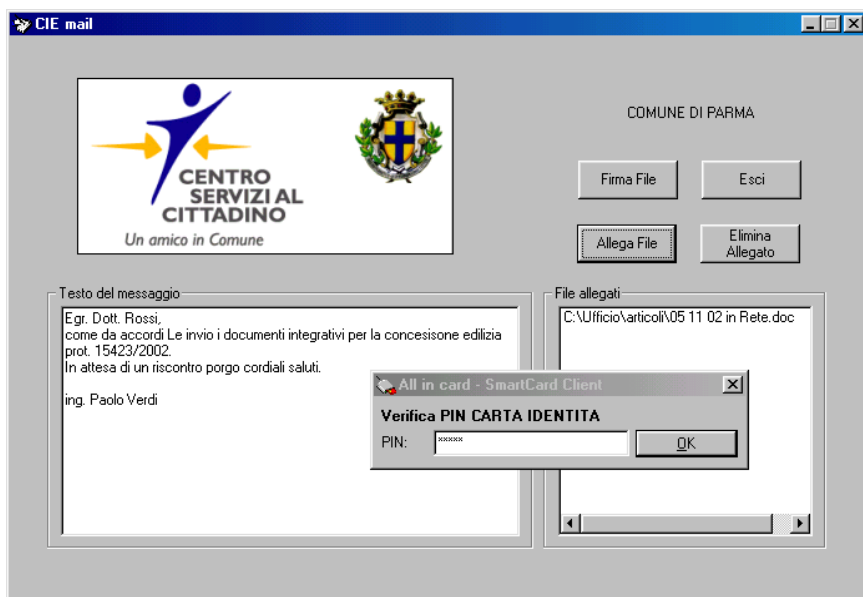 CIE mail
CENTRO
SERVIZI AL
CITTADINO
Un amico in Comune
COMUNE DI PARMA
Firma File
Esci
Allega File
Elimina
Allegato
Testo del messaggio
Egr. Dott. Rossi,
come da accordi Le invio i documenti integrativi per la concesisone edilizia
prot. 15423/2002.
In attesa di un riscontro porgo cordiali saluti.
ing. Paolo Verdi
File allegati
C:\Ufficio\articoli\05 11 02 in Rete.doc
All in card - SmartCard Client
Verifica PIN CARTA IDENTITA
PIN:
*****
OK